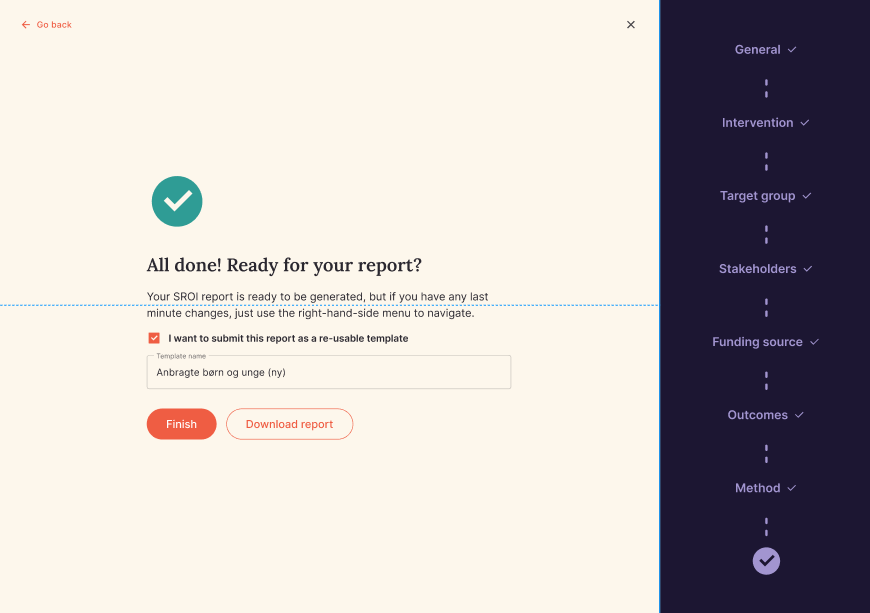 Go back
All done! Ready for your report?
Your SROI report is ready to be generated, but if you have any last
minute changes, just use the right-hand-side menu to navigate.
I want to submit this report as a re-usable template
Template name
Anbragte børn og unge (ny)
Finish
Download report
General
Intervention
Target group
Stakeholders
Funding source
Outcomes
Method